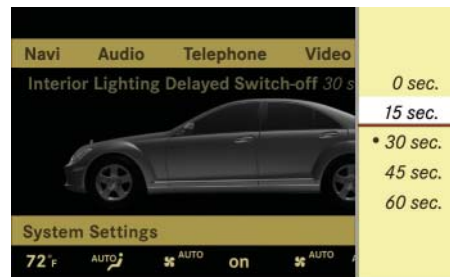 Navi Audio Telephone Video
Interior Lighting Delayed Switch-off 30 s
0 sec.
15 sec.
• 30 sec.
45 sec.
60 sec.
System Settings
72°F AUTO AUTO on AUTO